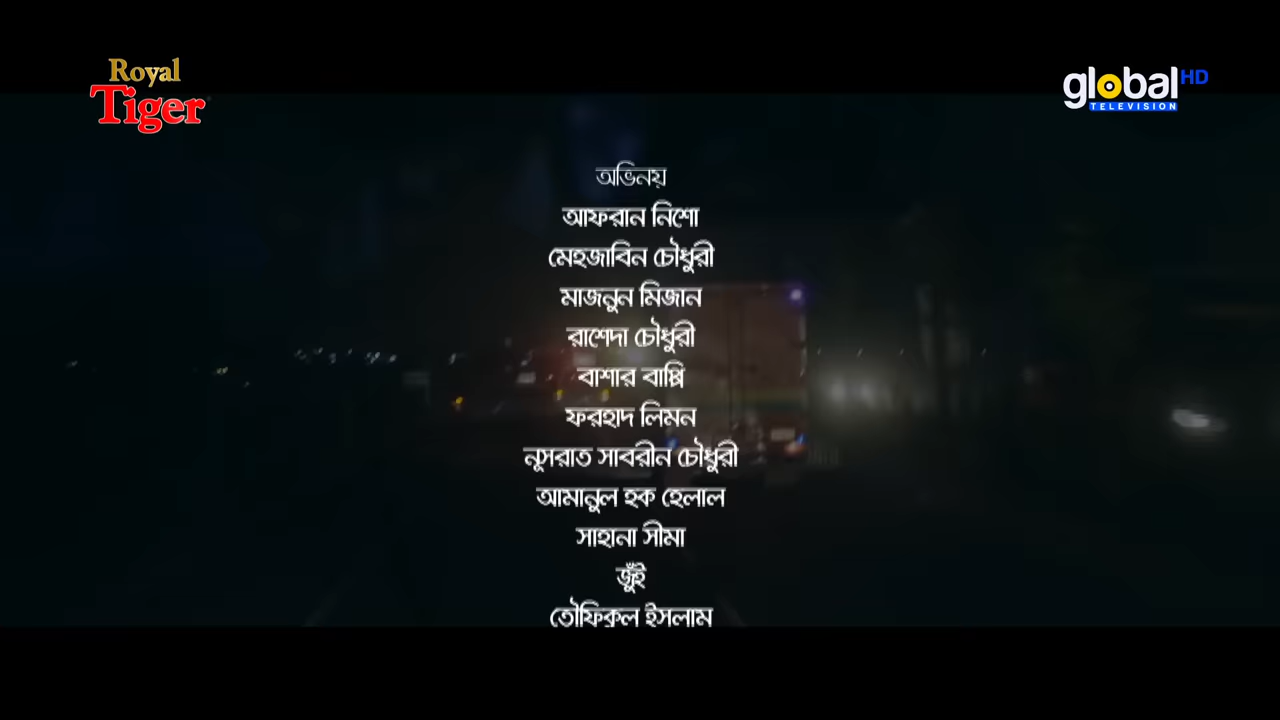 Royal
Tiger
global HD
TELEVISION
অভিনয়
আফরান নিশো
মেহজাবিন চৌধুরী
মাজনুন মিজান
রাশেদা চৌধুরী
বাশার বাপ্পি
ফরহাদ লিমন
নুসরাত সাবরীন চৌধুরী
আমানুল হক হেলাল
সাহানা সীমা
জুঁই
তৌফিকুল ইসলাম